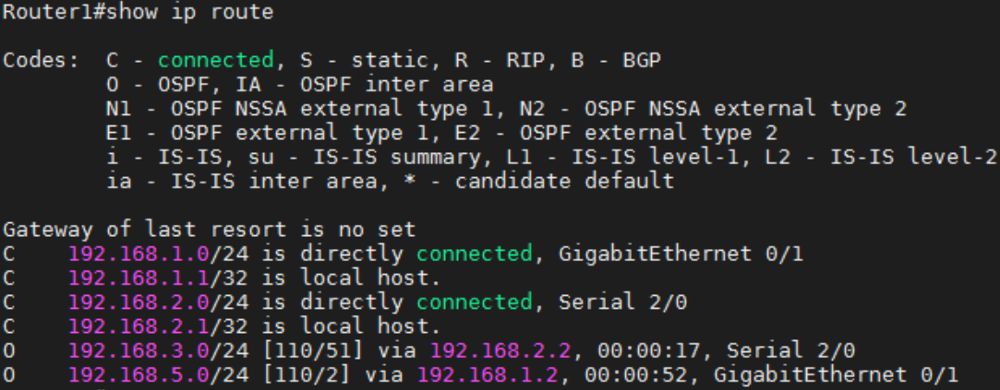 Router1#show ip route
Codes:  C - connected, S - static, R - RIP, B - BGP
        O - OSPF, IA - OSPF inter area
        N1 - OSPF NSSA external type 1, N2 - OSPF NSSA external type 2
        E1 - OSPF external type 1, E2 - OSPF external type 2
        i - IS-IS, su - IS-IS summary, L1 - IS-IS level-1, L2 - IS-IS level-2
        ia - IS-IS inter area, * - candidate default
Gateway of last resort is no set
C    192.168.1.0/24 is directly connected, GigabitEthernet 0/1
C    192.168.1.1/32 is local host.
C    192.168.2.0/24 is directly connected, Serial 2/0
C    192.168.2.1/32 is local host.
O    192.168.3.0/24 [110/51] via 192.168.2.2, 00:00:17, Serial 2/0
O    192.168.5.0/24 [110/2] via 192.168.1.2, 00:00:52, GigabitEthernet 0/1